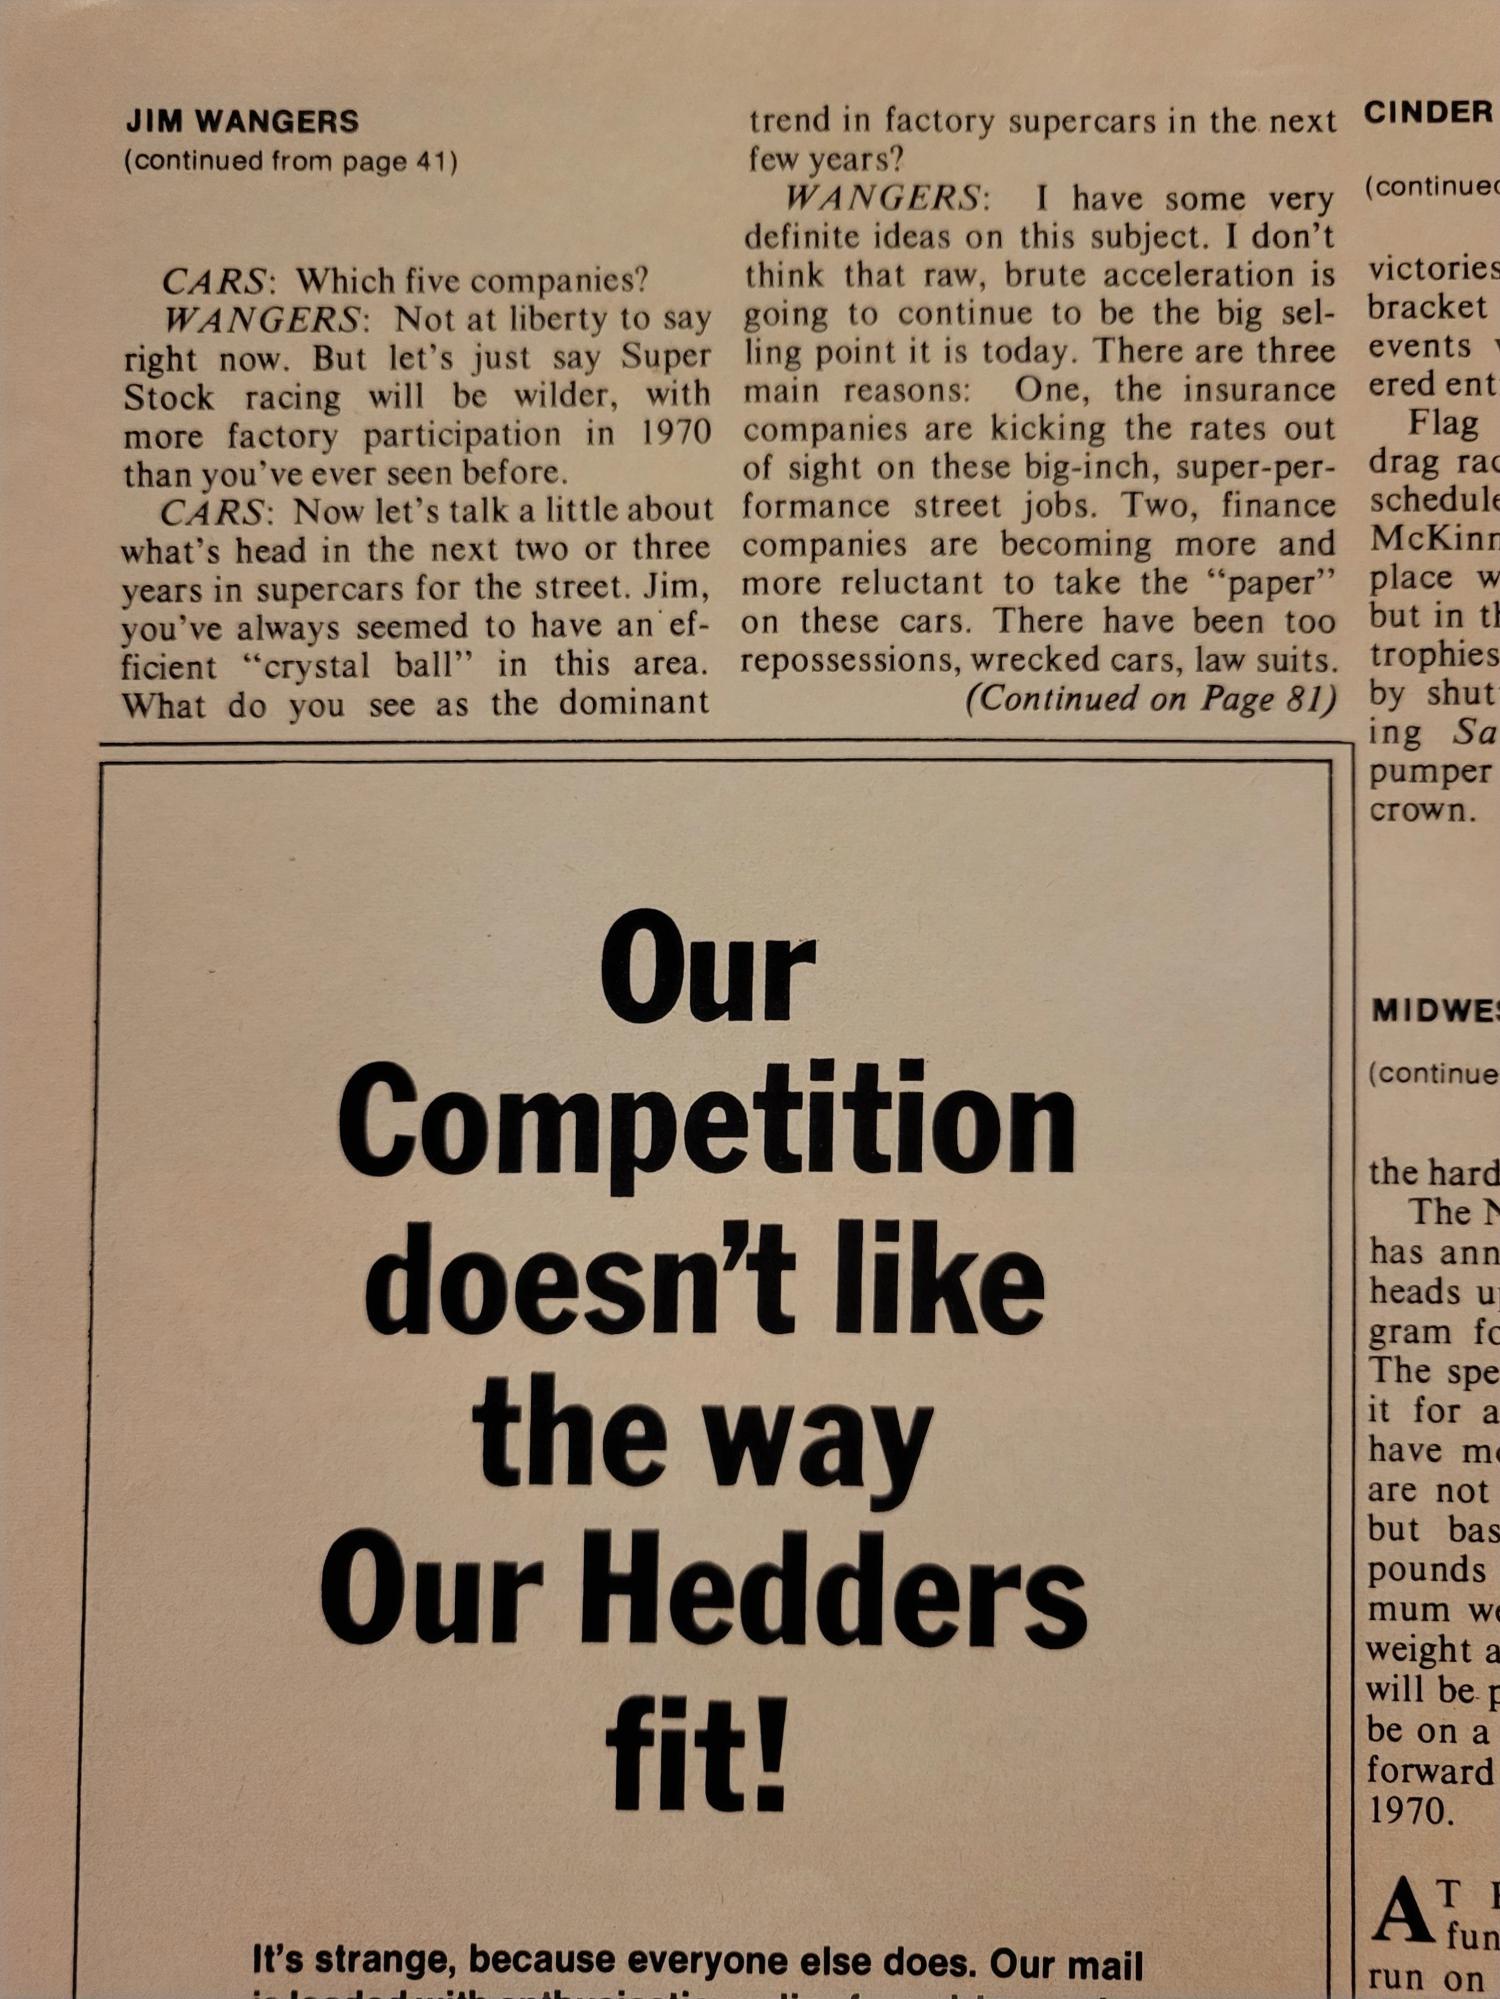 JIM WANGERS
(continued from page 41)
CARS: Which five companies?
WANGERS: Not at liberty to say
right now. But let's just say Super
Stock racing will be wilder, with
more factory participation in 1970
than you've ever seen before.
CARS: Now let's talk a little about
what's head in the next two or three
years in supercars for the street. Jim,
you've always seemed to have an ef-
ficient “crystal ball” in this area.
What do you see as the dominant
trend in factory supercars in the next
few years?
WANGERS: I have some very
definite ideas on this subject. I don't
think that raw, brute acceleration is
going to continue to be the big sel-
ling point it is today. There are three
main reasons: One, the insurance
companies are kicking the rates out
of sight on these big-inch, super-per-
formance street jobs. Two, finance
companies are becoming more and
more reluctant to take the “paper”
on these cars. There have been too
repossessions, wrecked cars, law suits.
(Continued on Page 81)
Our
Competition
doesn't like
the way
Our Hedders
fit!
It's strange, because everyone else does. Our mail
CINDER
(continued
victories
bracket
events
ered
Flag
drag
McKinn
place
but in
trophies
by
ing
pumper
crown.
(continue
the hard
The
has
heads
gram
The
it for
have
are not
but
pounds
weight
will be
be on a
forward
1970.
AT
run on